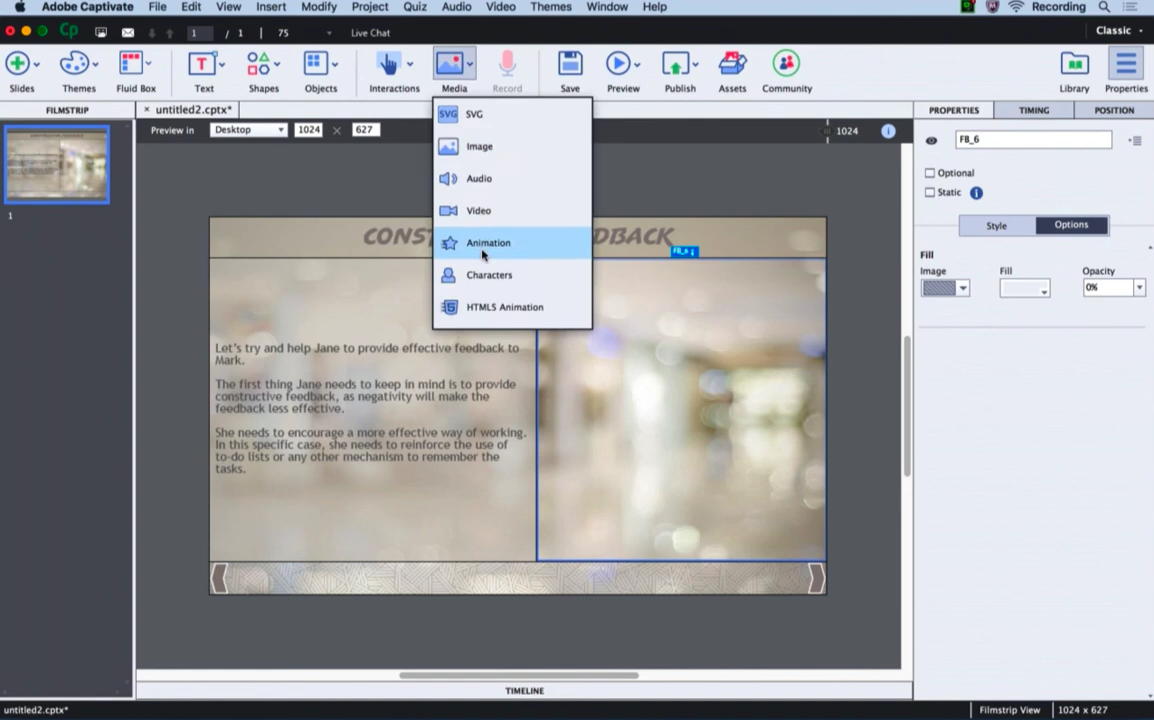 Adobe Captivate File Edit View Insert Modify Project Quiz Audio Video Themes Window Help Recording
Cp 1 / 1 75 Live Chat Classic
Slides Themes Fluid Box Text Shapes Objects Interactions Media Record Save Preview Publish Assets Community Library Properties
FILMSTRIP × untitled2.cptx* PROPERTIES TIMING POSITION
Preview in Desktop 1024 × 627 1024
SVG SVG
Image
Audio
Video
Animation
Characters
HTML5 Animation
FB_6
Optional
Static
Style Options
Fill
Image Fill Opacity
0%
1
CONST DBACK
FB_6
Let's try and help Jane to provide effective feedback to
Mark.
The first thing Jane needs to keep in mind is to provide
constructive feedback, as negativity will make the
feedback less effective.
She needs to encourage a more effective way of working.
In this specific case, she needs to reinforce the use of
to-do lists or any other mechanism to remember the
tasks.
TIMELINE
untitled2.cptx* Filmstrip View 1024 x 627